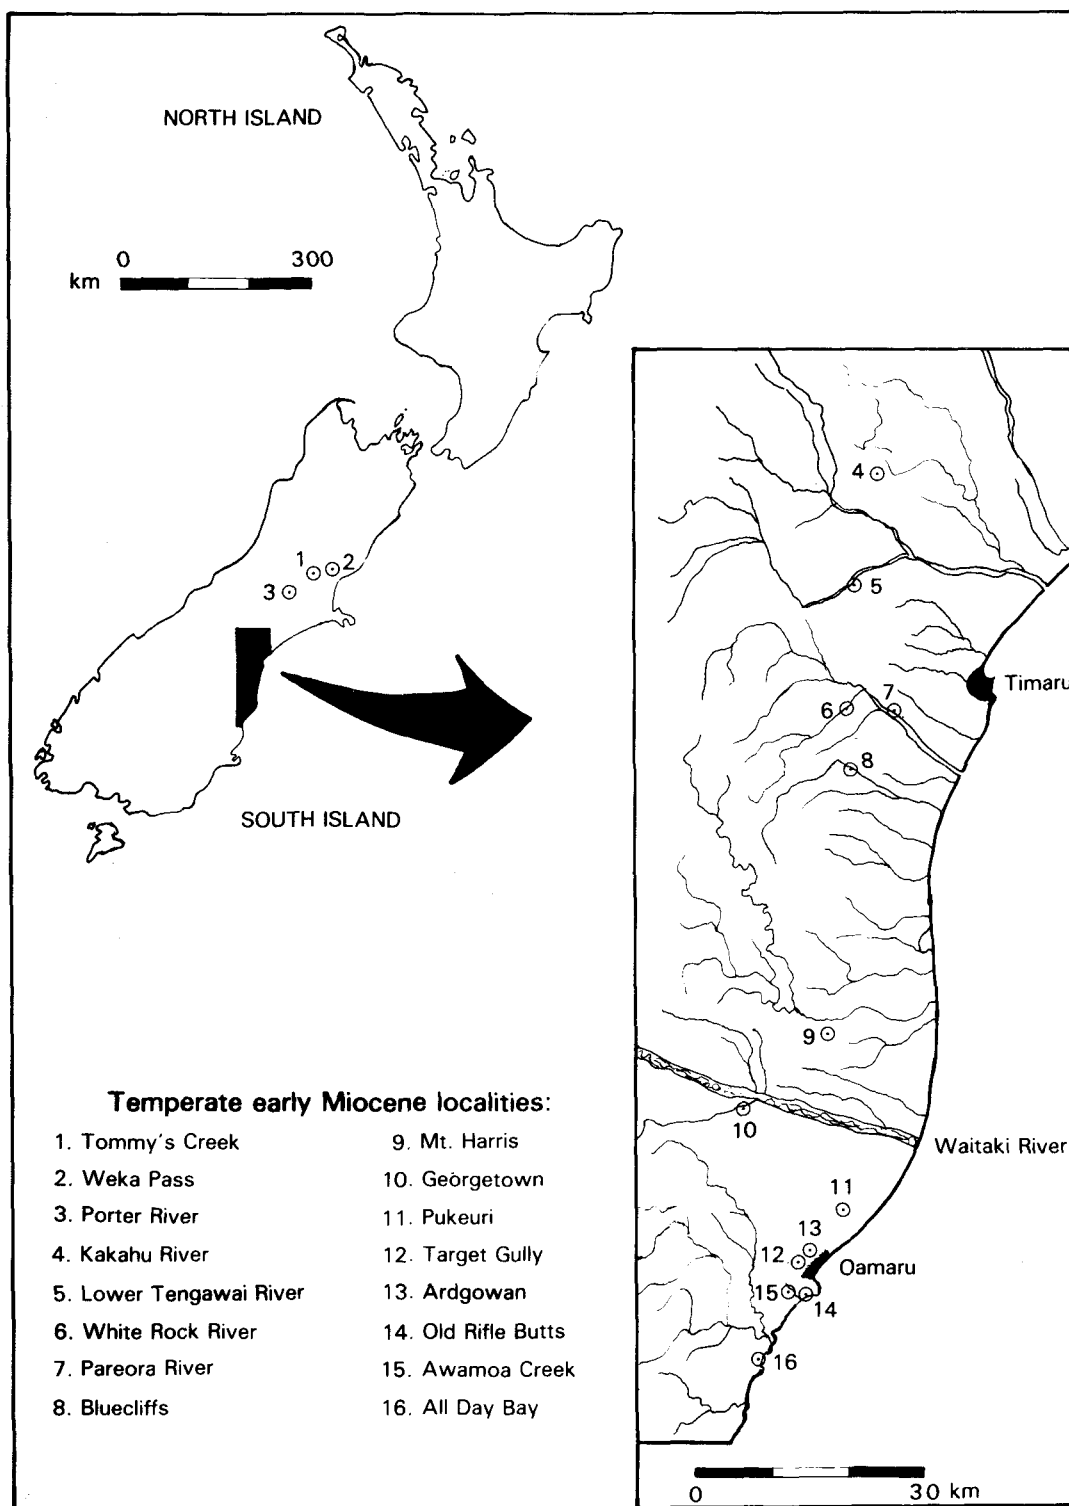 NORTH ISLAND
0 300
km
1 2
3
SOUTH ISLAND
4
5
Timaru
6 7
8
9
10
Waitaki River
11
13
12
Oamaru
15
14
16
0 30 km
Temperate early Miocene localities:
1. Tommy's Creek
2. Weka Pass
3. Porter River
4. Kakahu River
5. Lower Tengawai River
6. White Rock River
7. Pareora River
8. Bluecliffs
9. Mt. Harris
10. Georgetown
11. Pukeuri
12. Target Gully
13. Ardgowan
14. Old Rifle Butts
15. Awamoa Creek
16. All Day Bay